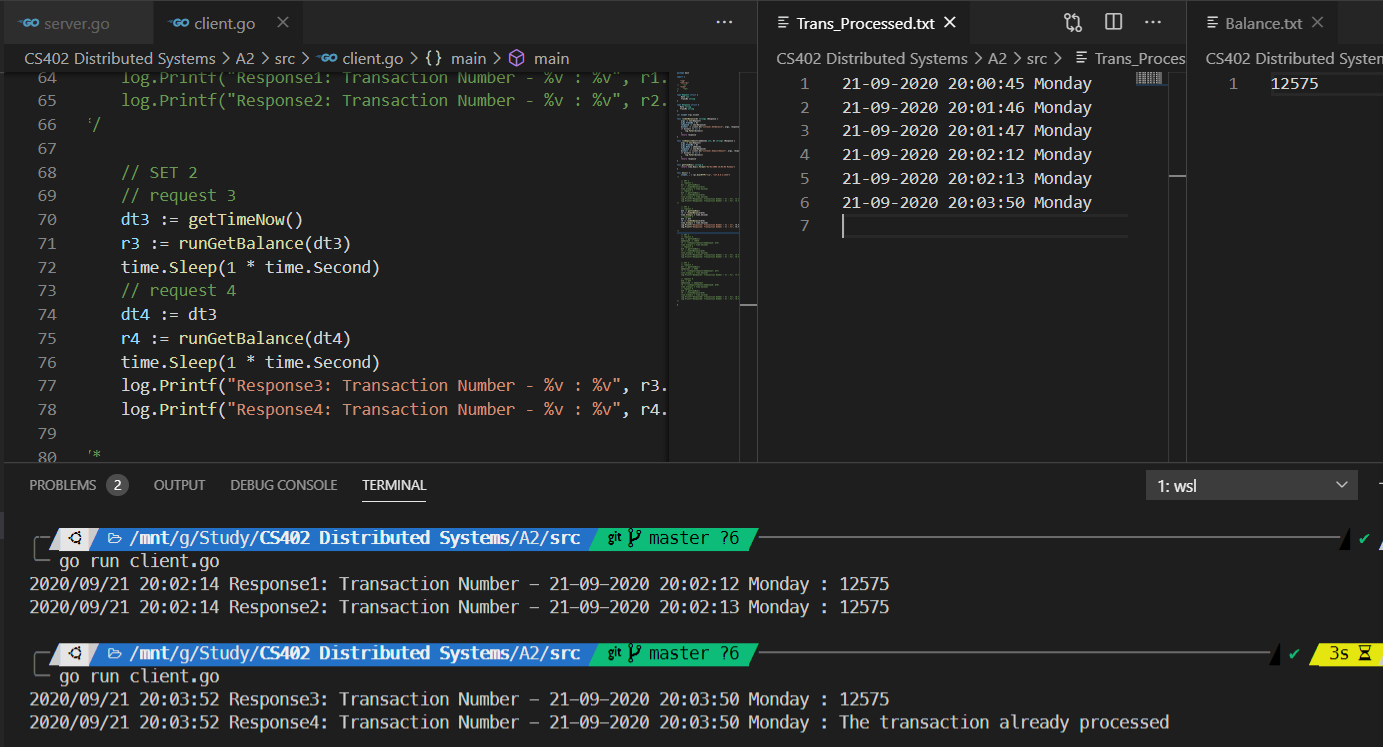 server.go
client.go
CS402 Distributed Systems > A2 > src > client.go > {} main > main
64 log.Printf("Response1: Transaction Number - %v : %v", r1.
65 log.Printf("Response2: Transaction Number - %v : %v", r2.
66 */
67
68 // SET 2
69 // request 3
70 dt3 := getTimeNow()
71 r3 := runGetBalance(dt3)
72 time.Sleep(1 * time.Second)
73 // request 4
74 dt4 := dt3
75 r4 := runGetBalance(dt4)
76 time.Sleep(1 * time.Second)
77 log.Printf("Response3: Transaction Number - %v : %v", r3.
78 log.Printf("Response4: Transaction Number - %v : %v", r4.
79
80 /*
Trans_Processed.txt
CS402 Distributed Systems > A2 > src > Trans_Proces
1 21-09-2020 20:00:45 Monday
2 21-09-2020 20:01:46 Monday
3 21-09-2020 20:01:47 Monday
4 21-09-2020 20:02:12 Monday
5 21-09-2020 20:02:13 Monday
6 21-09-2020 20:03:50 Monday
7
Balance.txt
CS402 Distributed System
1 12575
PROBLEMS 2 OUTPUT DEBUG CONSOLE TERMINAL 1: wsl
/mnt/g/Study/CS402 Distributed Systems/A2/src git master ?6
go run client.go
2020/09/21 20:02:14 Response1: Transaction Number - 21-09-2020 20:02:12 Monday : 12575
2020/09/21 20:02:14 Response2: Transaction Number - 21-09-2020 20:02:13 Monday : 12575
/mnt/g/Study/CS402 Distributed Systems/A2/src git master ?6 3s
go run client.go
2020/09/21 20:03:52 Response3: Transaction Number - 21-09-2020 20:03:50 Monday : 12575
2020/09/21 20:03:52 Response4: Transaction Number - 21-09-2020 20:03:50 Monday : The transaction already processed